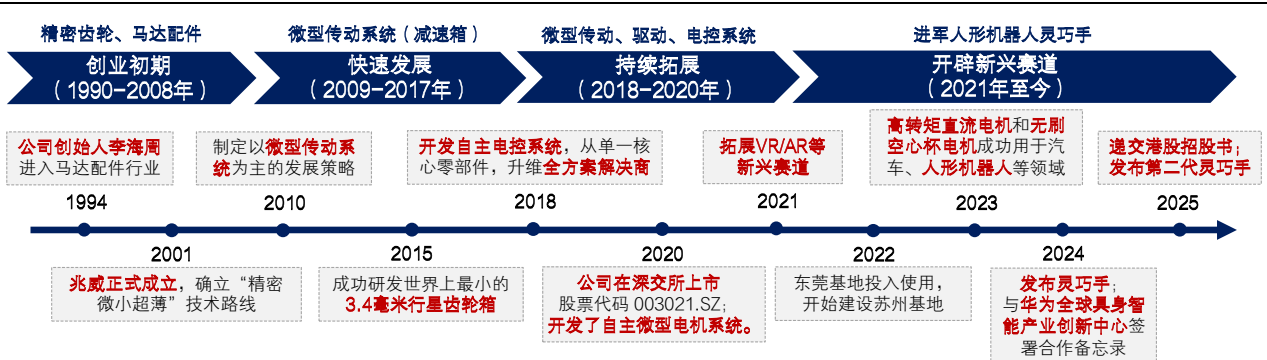 精密齿轮、马达配件
微型传动系统（减速箱）
微型传动、驱动、电控系统
进军人形机器人灵巧手
创业初期
（1990-2008年）
快速发展
（2009-2017年）
持续拓展
（2018-2020年）
开辟新兴赛道
（2021年至今）
公司创始人李海周
进入马达配件行业
制定以微型传动系
统为主的发展策略
开发自主电控系统，从单一核
心零部件，升维全方案解决商
拓展VR/AR等
新兴赛道
高转矩直流电机和无刷
空心杯电机成功用于汽
车、人形机器人等领域
递交港股招股书；
发布第二代灵巧手
1994
2010
2018
2021
2023
2025
2001
2015
2020
2022
2024
兆威正式成立，确立“精密
微小超薄”技术路线
成功研发世界上最小的
3.4毫米行星齿轮箱
公司在深交所上市
股票代码 003021.SZ;
开发了自主微型电机系统。
东莞基地投入使用，
开始建设苏州基地
发布灵巧手；
与华为全球具身智
能产业创新中心签
署合作备忘录